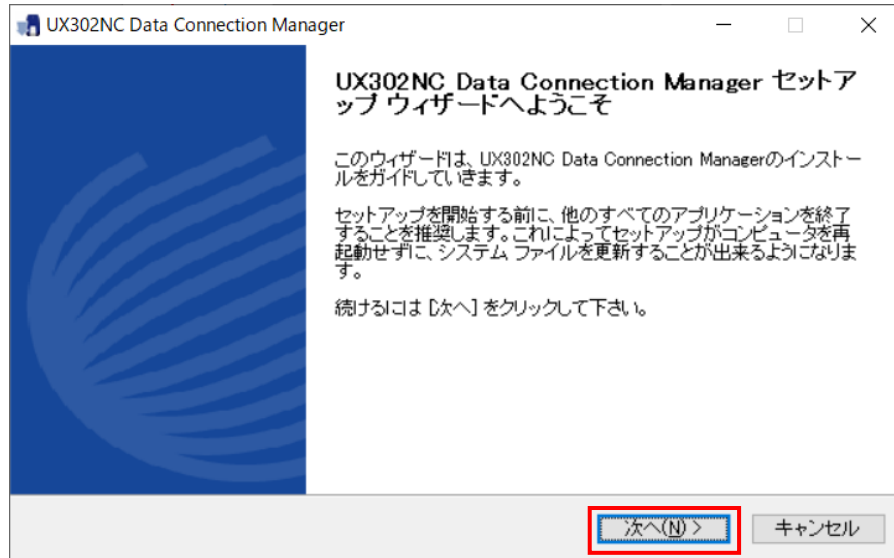 UX302NC Data Connection Manager
UX302NC Data Connection Manager セットア
ップ ウィザードへようこそ
このウィザードは、UX302NC Data Connection Managerのインストー
ルをガイドしていきます。
セットアップを開始する前に、他のすべてのアプリケーションを終了
することを推奨します。これによってセットアップがコンピュータを再
起動せずに、システム ファイルを更新することが出来るようになりま
す。
続けるには [次へ] をクリックして下さい。
次へ(N) >
キャンセル